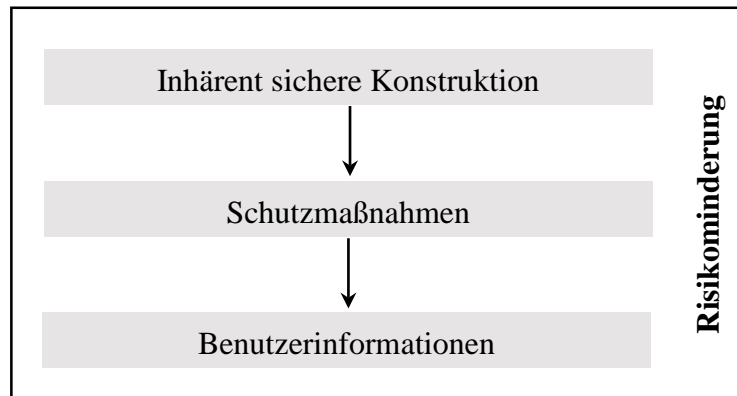 Inhärent sichere Konstruktion
Schutzmaßnahmen
Benutzerinformationen
Risikominderung